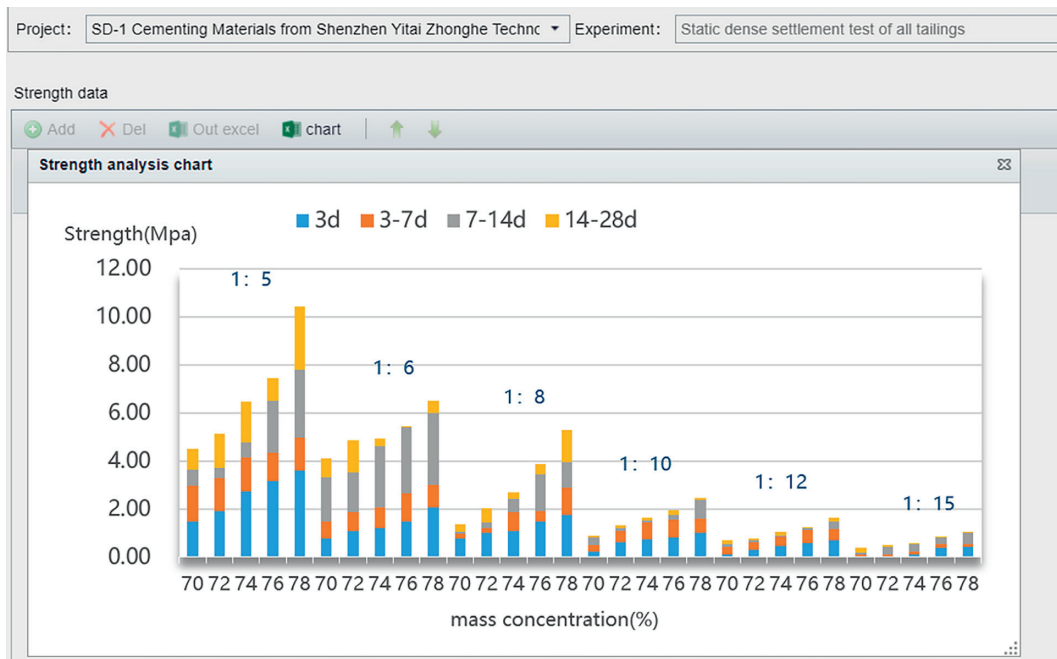 Project: SD-1 Cementing Materials from Shenzhen Yitai Zhonghe Technc Experiment: Static dense settlement test of all tailings
Strength data
Add Del Out excel chart
Strength analysis chart
3d 3-7d 7-14d 14-28d
Strength(Mpa)
12.00
1: 5
10.00
8.00
1: 6
1: 8
6.00
4.00
1: 10
1: 12
1: 15
2.00
0.00
70 72 74 76 78 70 72 74 76 78 70 72 74 76 78 70 72 74 76 78 70 72 74 76 78 70 72 74 76 78
mass concentration(%)